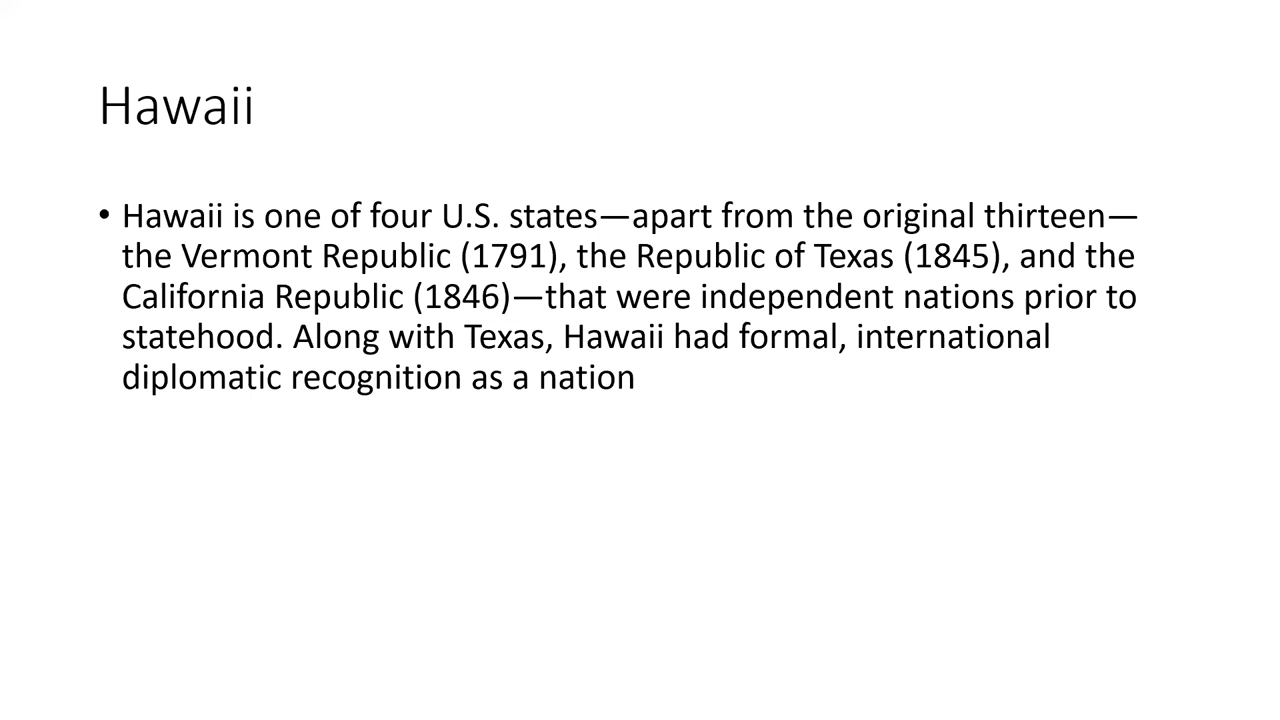 Hawaii
• Hawaii is one of four U.S. states—apart from the original thirteen—
the Vermont Republic (1791), the Republic of Texas (1845), and the
California Republic (1846)—that were independent nations prior to
statehood. Along with Texas, Hawaii had formal, international
diplomatic recognition as a nation